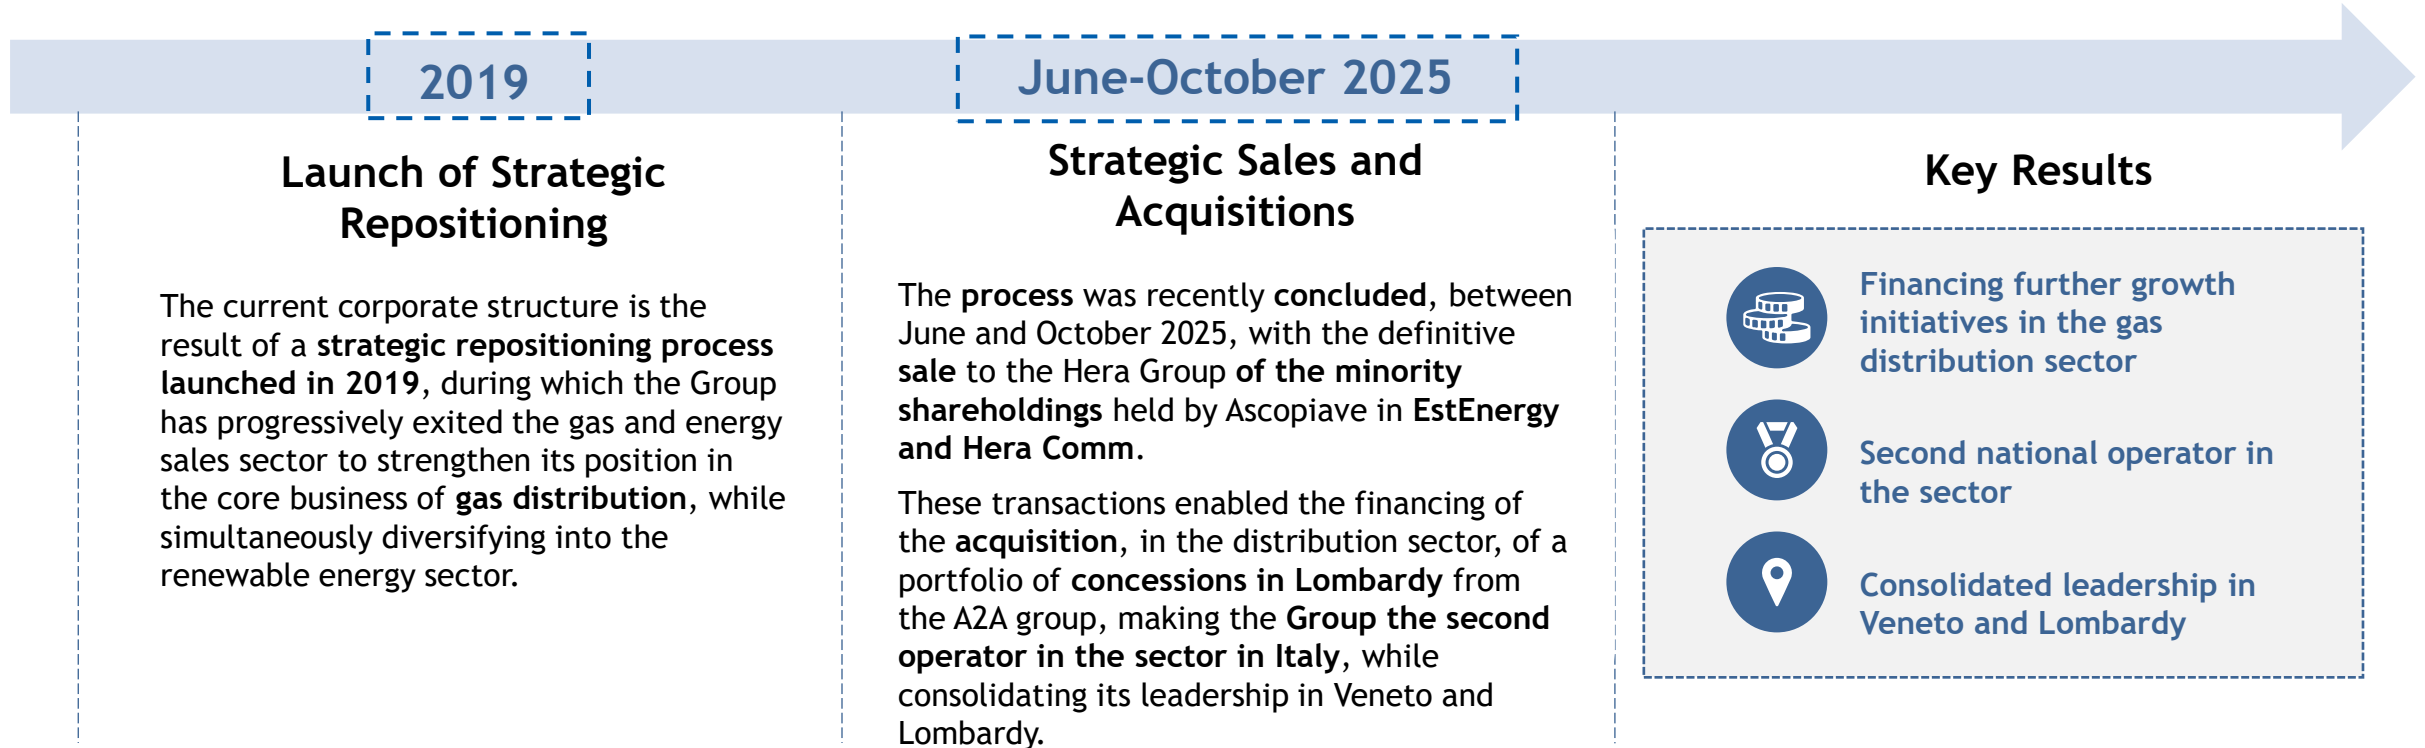 2019
Launch of Strategic
Repositioning
The current corporate structure is the
result of a strategic repositioning process
launched in 2019, during which the Group
has progressively exited the gas and energy
sales sector to strengthen its position in
the core business of gas distribution, while
simultaneously diversifying into the
renewable energy sector.
June-October 2025
Strategic Sales and
Acquisitions
The process was recently concluded, between
June and October 2025, with the definitive
sale to the Hera Group of the minority
shareholdings held by Ascopiave in EstEnergy
and Hera Comm.
These transactions enabled the financing of
the acquisition, in the distribution sector, of a
portfolio of concessions in Lombardy from
the A2A group, making the Group the second
operator in the sector in Italy, while
consolidating its leadership in Veneto and
Lombardy.
Key Results
Financing further growth
initiatives in the gas
distribution sector
Second national operator in
the sector
Consolidated leadership in
Veneto and Lombardy